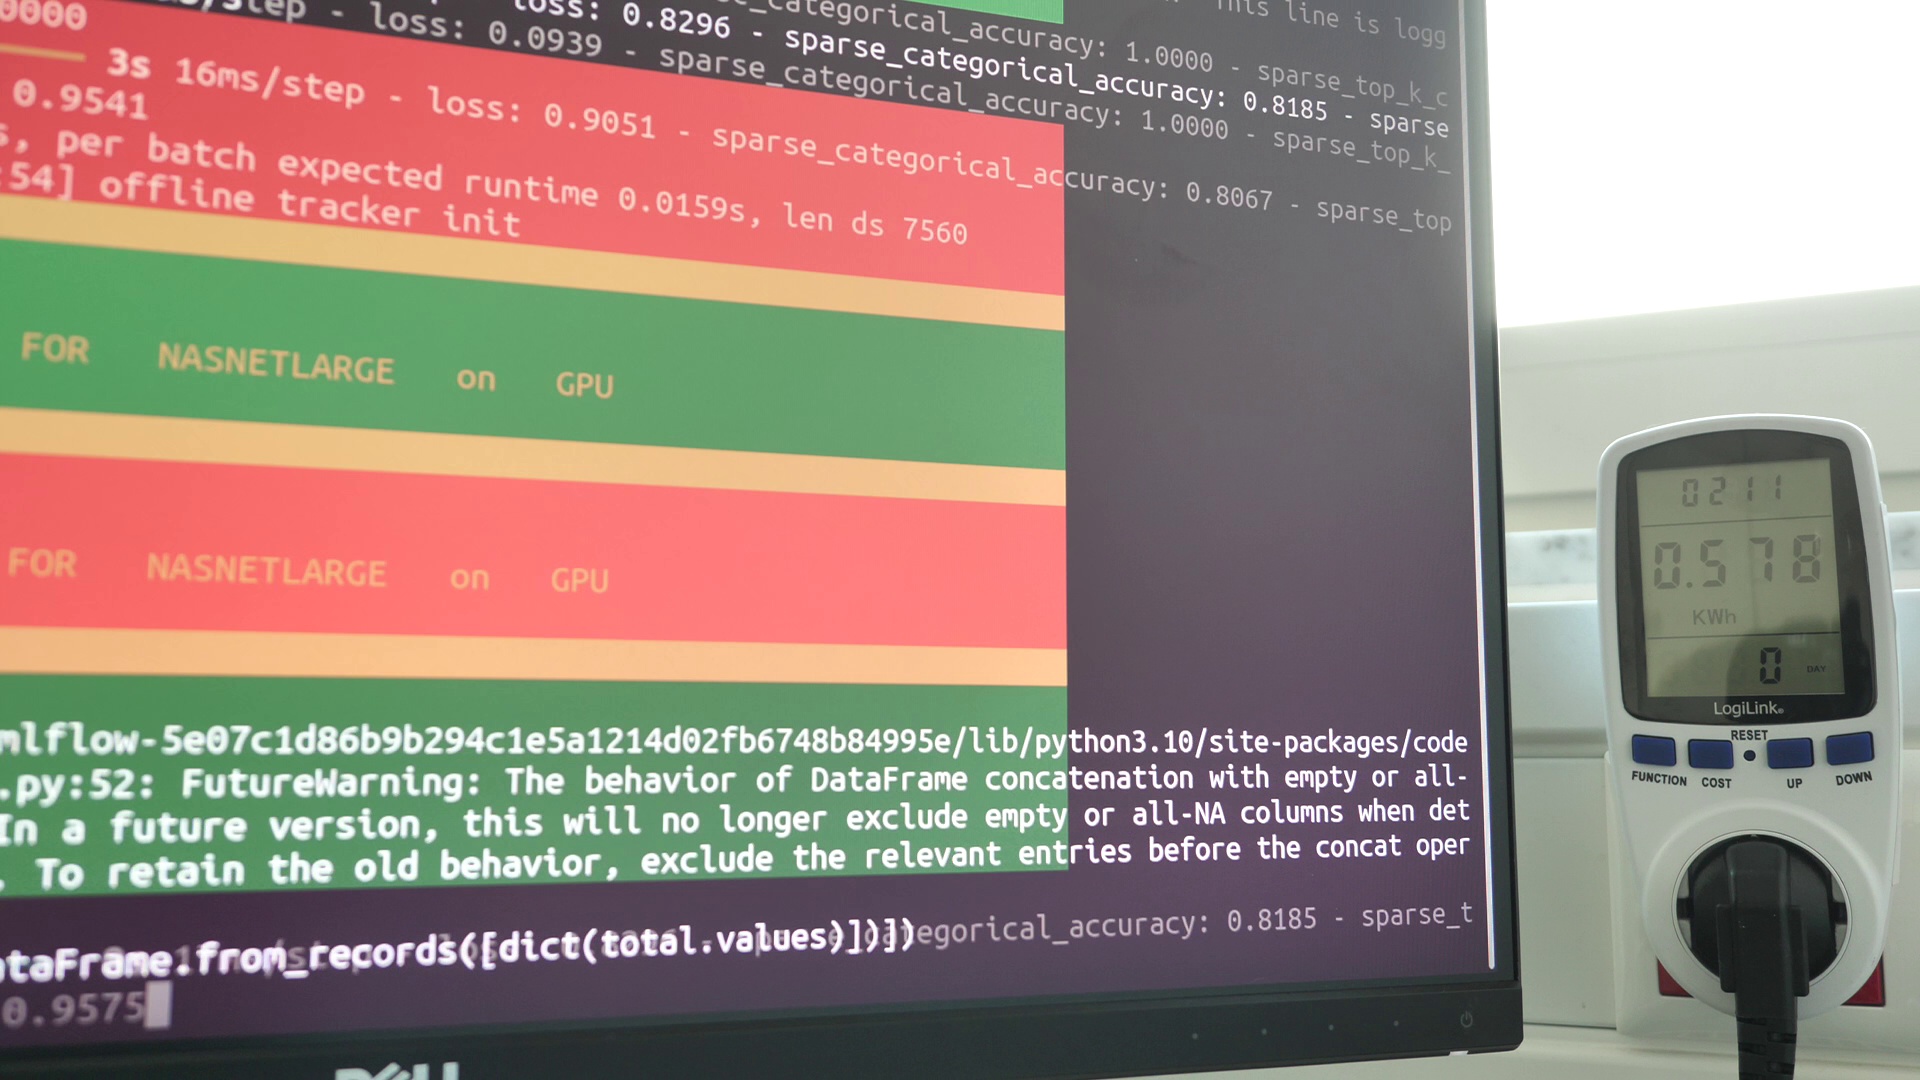 0000
/step - loss: 0.8296 - sparse_categorical_accuracy: 0.8185 - sparse
_categorical_accuracy: 1.0000 - sparse_top_k_c
This line is logg
loss: 0.0939 - sparse_categorical_accuracy: 1.0000 - sparse_top_k_
3s 16ms/step - loss: 0.9051 - sparse_categorical_accuracy: 0.8067 - sparse_top
0.9541
s, per batch expected runtime 0.0159s, len ds 7560
:54] offline tracker init
FOR NASNETLARGE on GPU
FOR NASNETLARGE on GPU
mlflow-5e07c1d86b9b294c1e5a1214d02fb6748b84995e/lib/python3.10/site-packages/code
.py:52: FutureWarning: The behavior of DataFrame concatenation with empty or all-
In a future version, this will no longer exclude empty or all-NA columns when det
. To retain the old behavior, exclude the relevant entries before the concat oper
ataFrame.from_records([dict(total.values)])])
egorical_accuracy: 0.8185 - sparse_t
0.9575
DELL
0211
0.578
KWh
0 DAY
LogiLink
RESET
FUNCTION COST UP DOWN